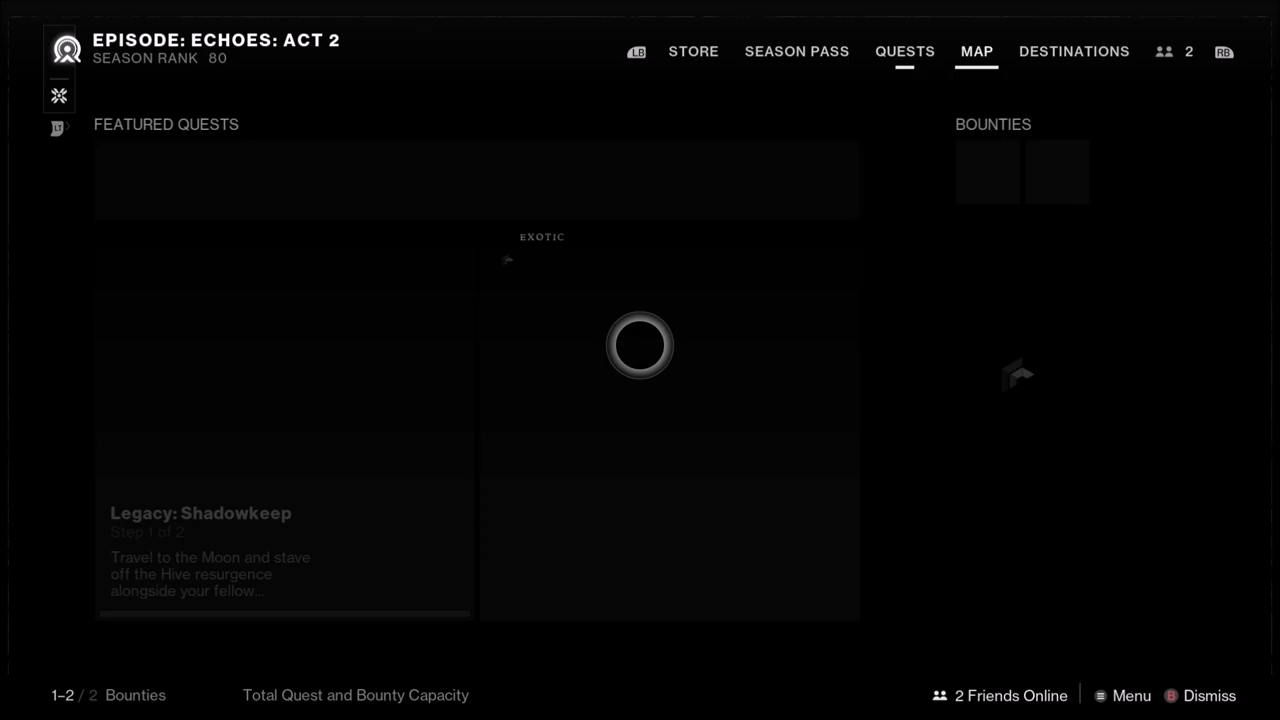 EPISODE: ECHOES: ACT 2
SEASON RANK 80
LB STORE SEASON PASS QUESTS MAP DESTINATIONS 2 RB
LT
FEATURED QUESTS
BOUNTIES
EXOTIC
Legacy: Shadowkeep
Step 1 of 2
Travel to the Moon and stave
off the Hive resurgence
alongside your fellow...
1–2 / 2 Bounties
Total Quest and Bounty Capacity
2 Friends Online
Menu
B Dismiss